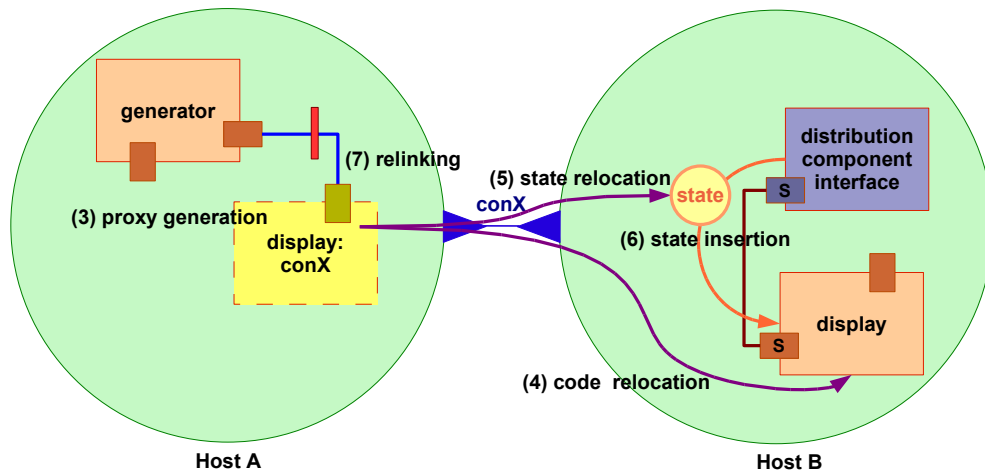 generator
(7) relinking
(3) proxy generation
display:
conX
Host A
(5) state relocation
conX
state
(6) state insertion
(4) code  relocation
distribution
component
interface
S
display
S
Host B